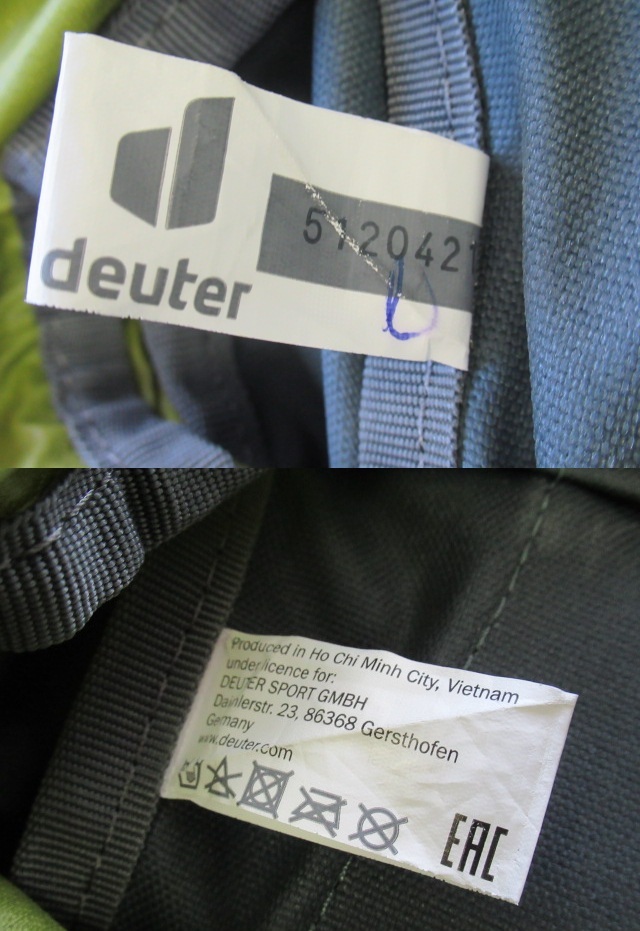 deuter
5120421
Produced in Ho Chi Minh City, Vietnam
under licence for:
DEUTER SPORT GMBH
Daimlerstr. 23, 86368 Gersthofen
Germany
www.deuter.com
EAC